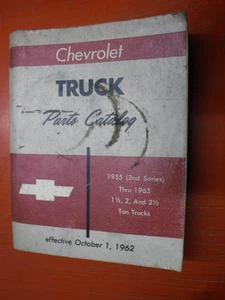 Chevrolet
TRUCK
Parts Catalog
1955 (2nd Series)
Thru 1963
1½, 2, And 2½
Ton Trucks
effective October 1, 1962